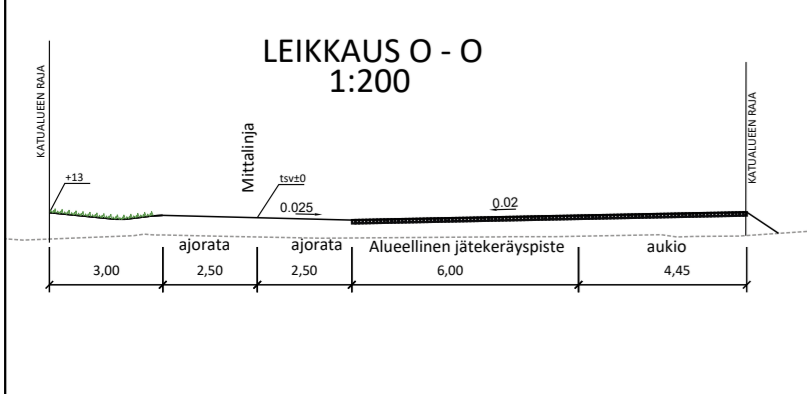 LEIKKAUS O - O
1:200
KATUALUEEN RAJA
KATUALUEEN RAJA
Mittalinja
+13
tsv±0
0.025
0.02
ajorata
ajorata
Alueellinen jätekeräyspiste
aukio
3,00
2,50
2,50
6,00
4,45